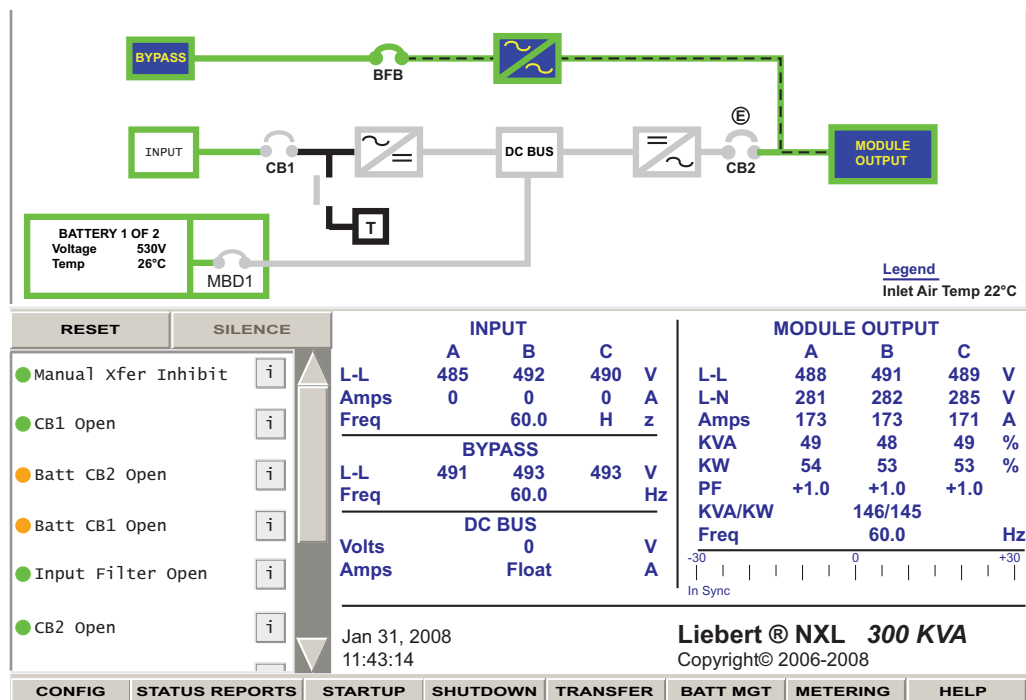 BYPASS
BFB
INPUT
CB1
DC BUS
E
CB2
MODULE
OUTPUT
T
BATTERY 1 OF 2
Voltage 530V
Temp 26°C
MBD1
Legend
Inlet Air Temp 22°C
RESET SILENCE
Manual Xfer Inhibit i
CB1 Open i
Batt CB2 Open i
Batt CB1 Open i
Input Filter Open i
CB2 Open i
INPUT
A B C
L-L 485 492 490 V
Amps 0 0 0 A
Freq 60.0 H z
BYPASS
L-L 491 493 493 V
Freq 60.0 Hz
DC BUS
Volts 0 V
Amps Float A
MODULE OUTPUT
A B C
L-L 488 491 489 V
L-N 281 282 285 V
Amps 173 173 171 A
KVA 49 48 49 %
KW 54 53 53 %
PF +1.0 +1.0 +1.0
KVA/KW 146/145
Freq 60.0 Hz
-30 0 +30
In Sync
Jan 31, 2008
11:43:14
Liebert ® NXL 300 KVA
Copyright© 2006-2008
CONFIG STATUS REPORTS STARTUP SHUTDOWN TRANSFER BATT MGT METERING HELP